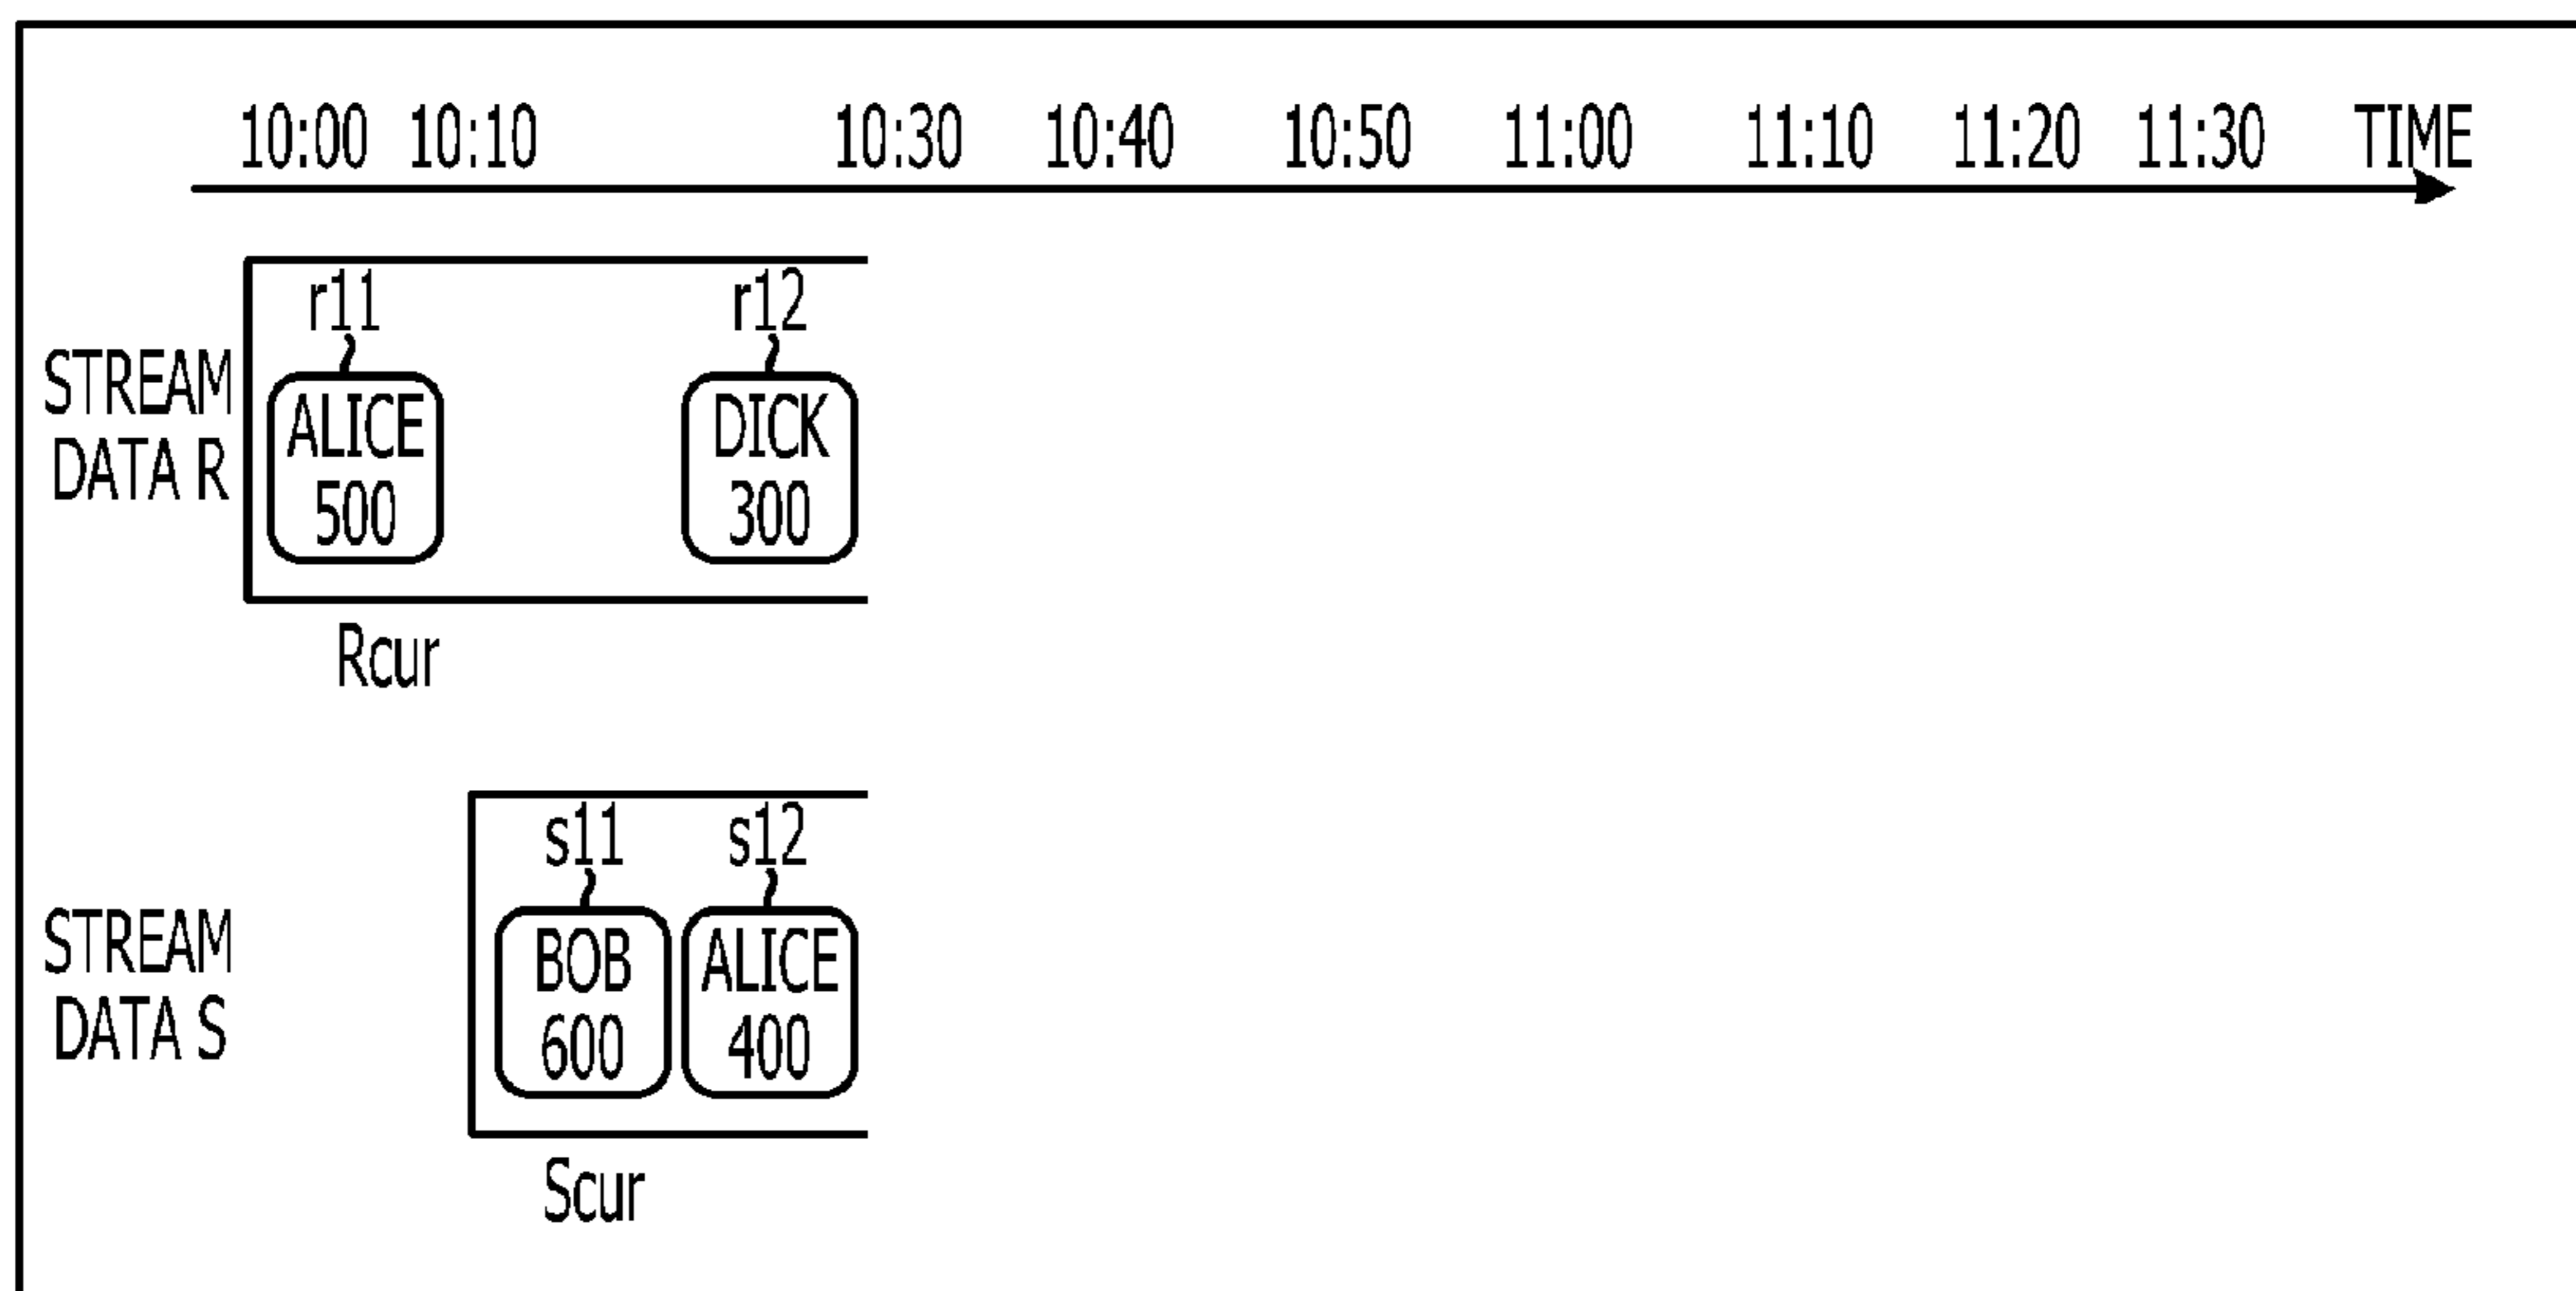 10:00 10:10 10:30 10:40 10:50 11:00 11:10 11:20 11:30 TIME
r11 r12
STREAM
DATA R
ALICE
500
DICK
300
Rcur
s11 s12
STREAM
DATA S
BOB
600
ALICE
400
Scur